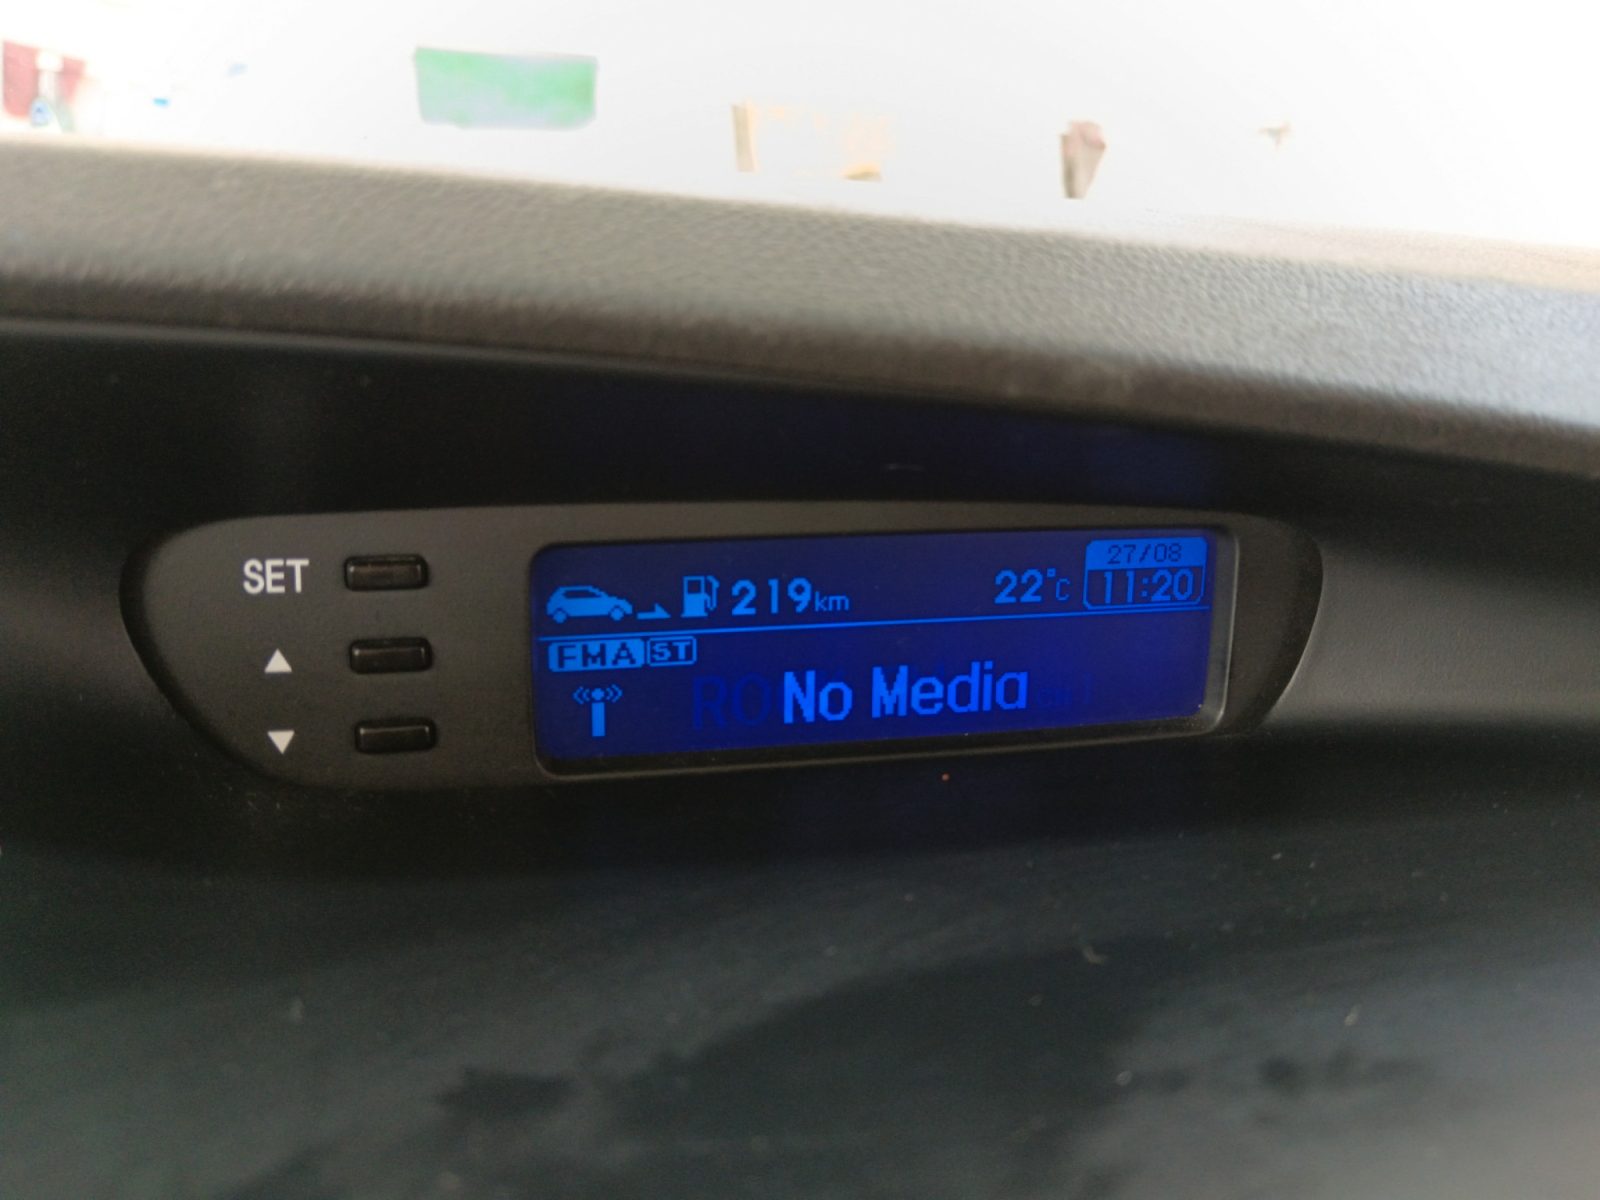 SET
27/08
219km 22°C 11:20
FMA ST
No Media